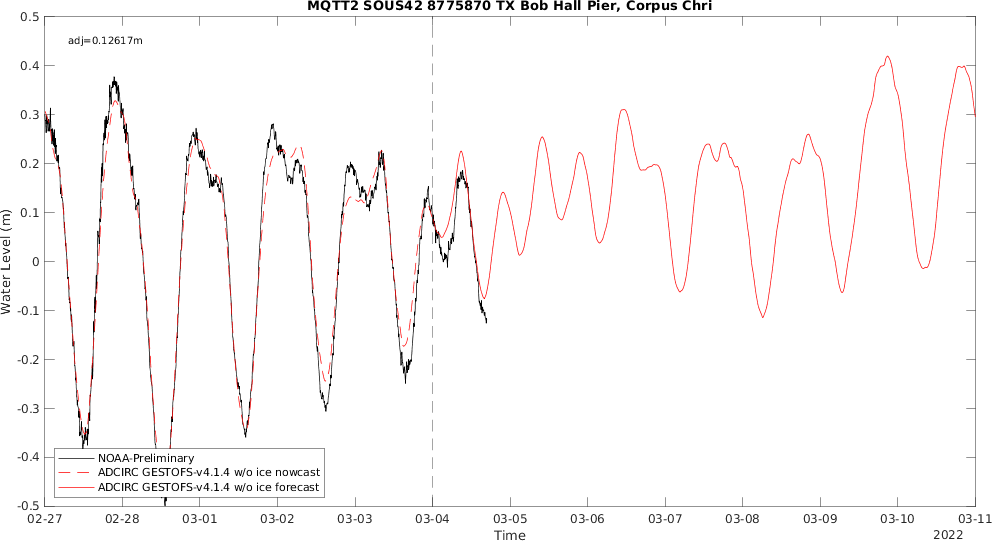 MQTT2 SOUS42 8775870 TX Bob Hall Pier, Corpus Chri
adj=0.12617m
0.5
0.4
0.3
0.2
0.1
0
-0.1
-0.2
-0.3
-0.4
-0.5
Water Level (m)
NOAA-Preliminary
ADCIRC GESTOFS-v4.1.4 w/o ice nowcast
ADCIRC GESTOFS-v4.1.4 w/o ice forecast
02-27 02-28 03-01 03-02 03-03 03-04 03-05 03-06 03-07 03-08 03-09 03-10 03-11
Time
2022